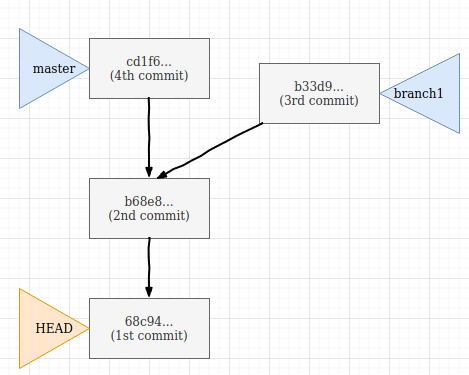 master
cd1f6...
(4th commit)
b33d9...
(3rd commit)
branch1
b68e8...
(2nd commit)
HEAD
68c94...
(1st commit)